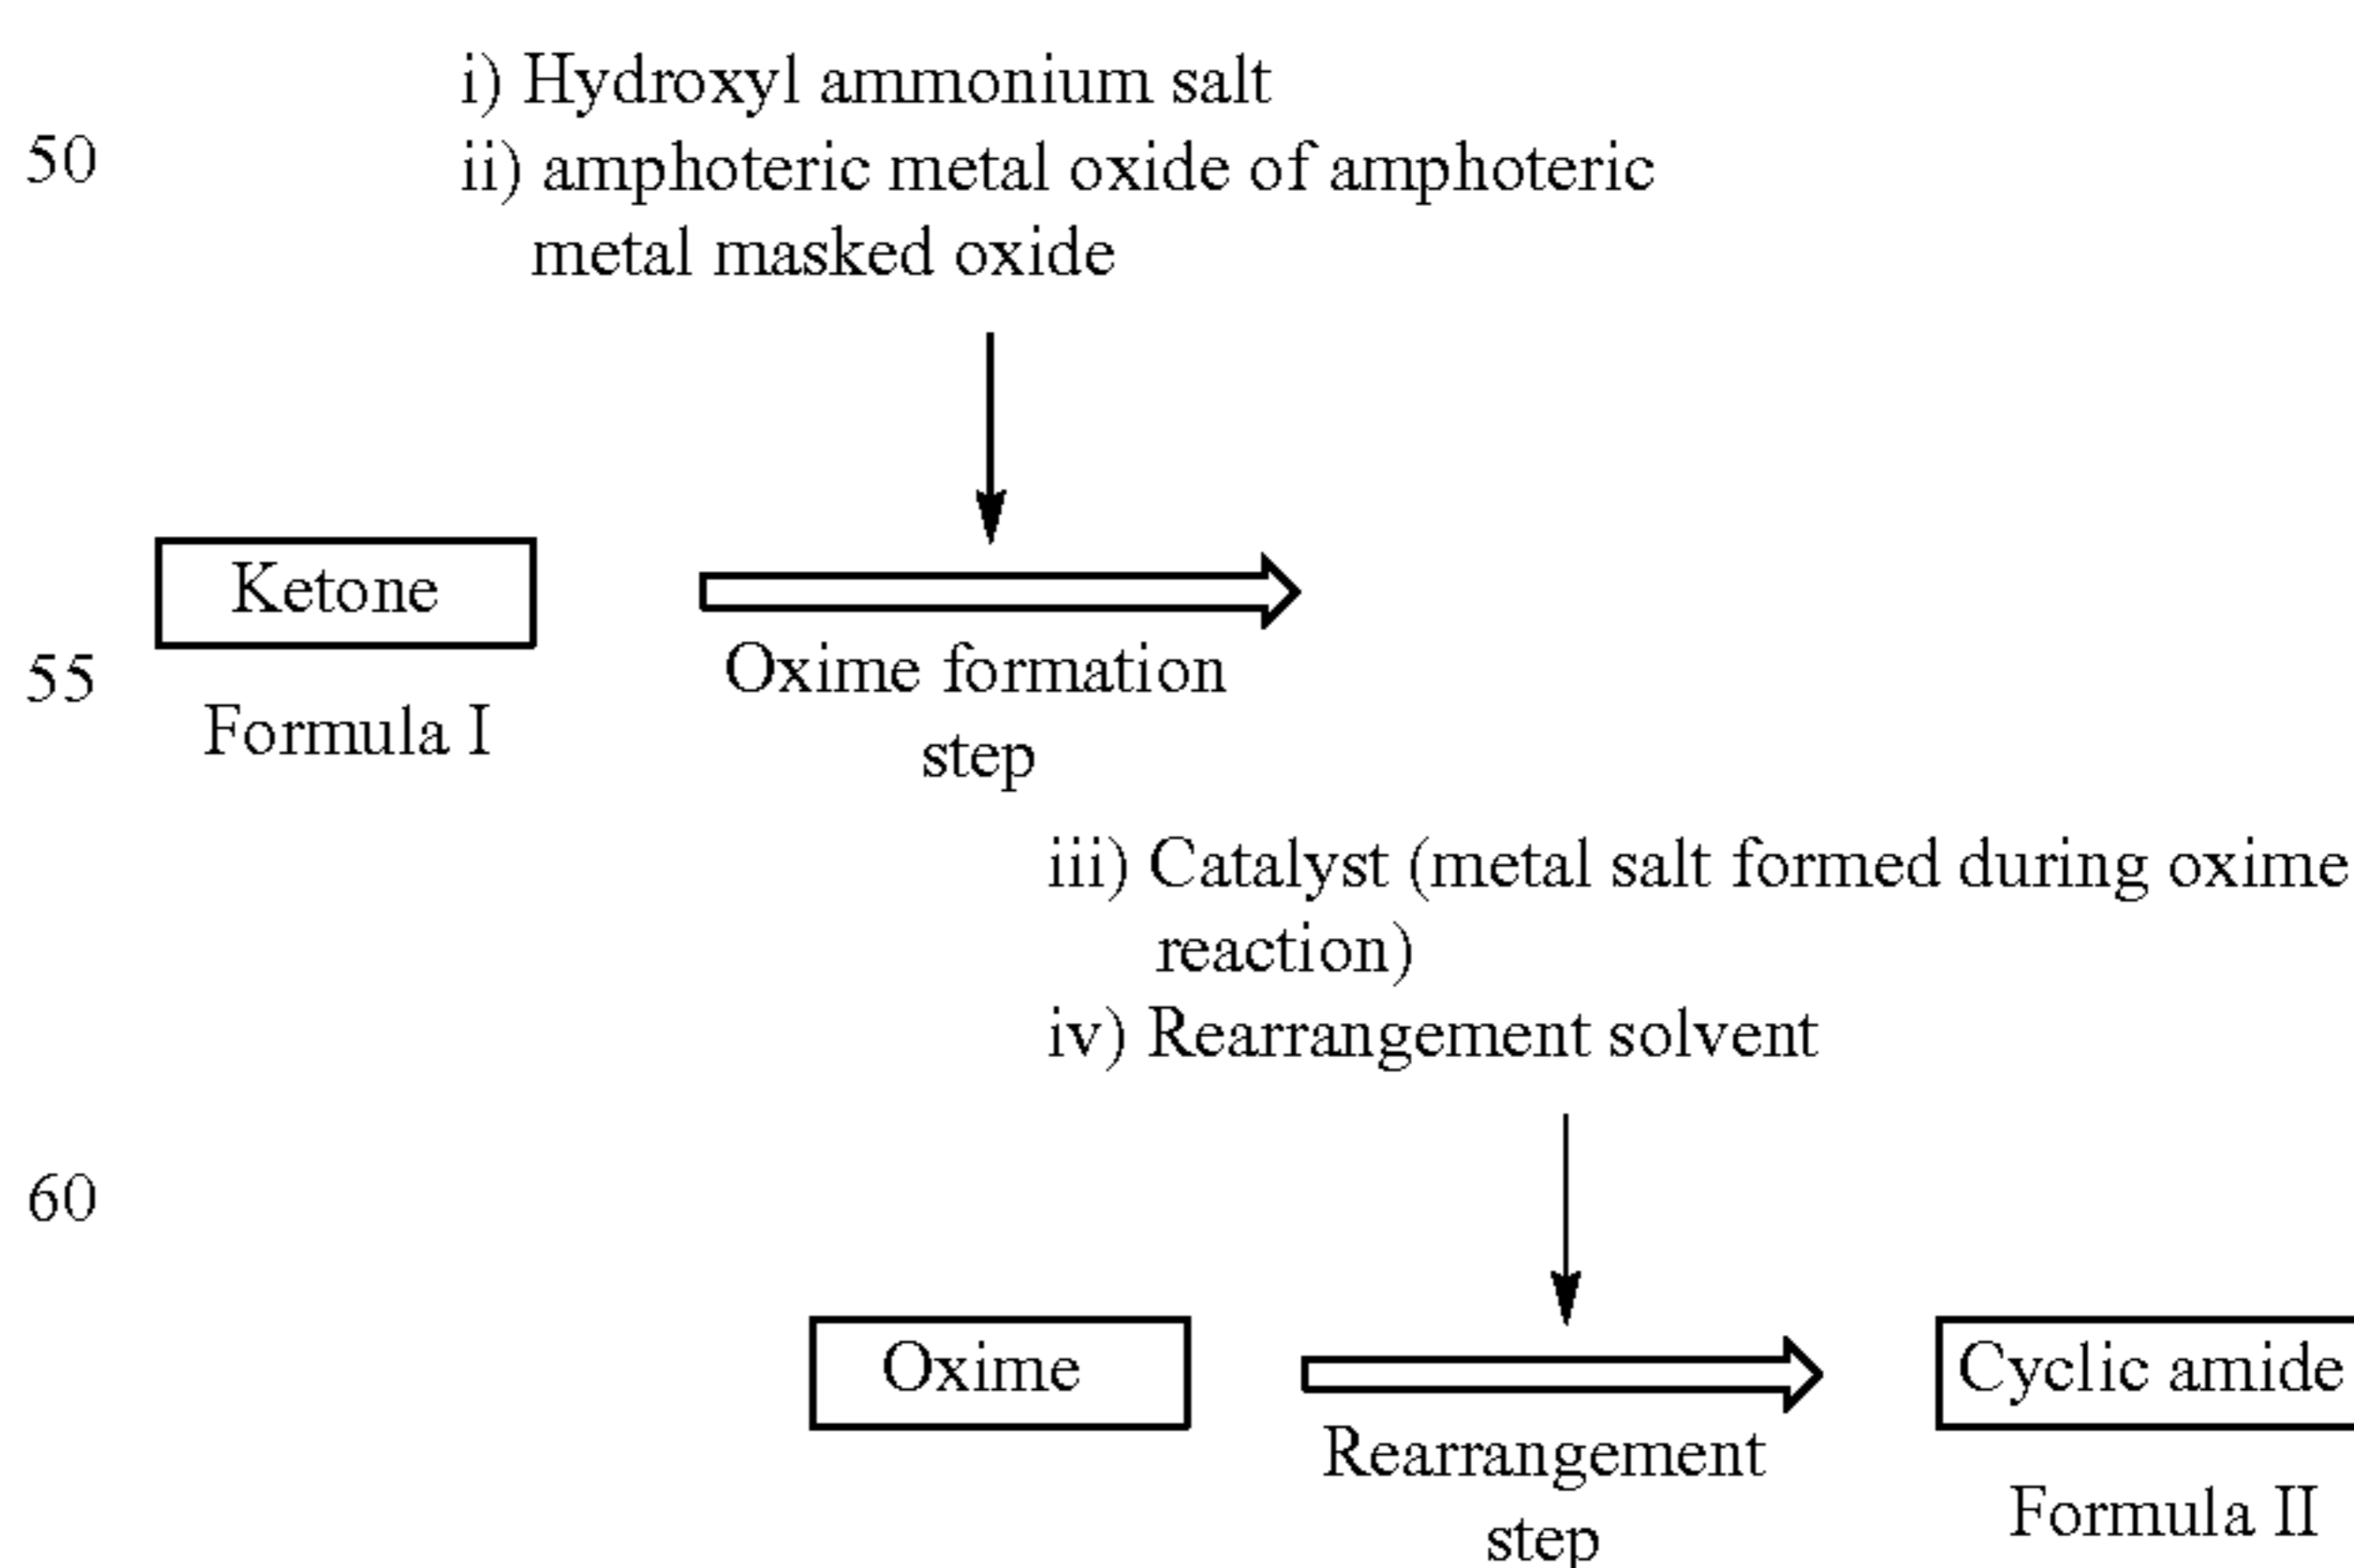 i) Hydroxyl ammonium salt
50
ii) amphoteric metal oxide of amphoteric
metal masked oxide
Ketone
Oxime formation
55
Formula I
step
iii) Catalyst (metal salt formed during oxime
reaction)
iv) Rearrangement solvent
60
Oxime
Cyclic amide
Rearrangement
Formula II
step